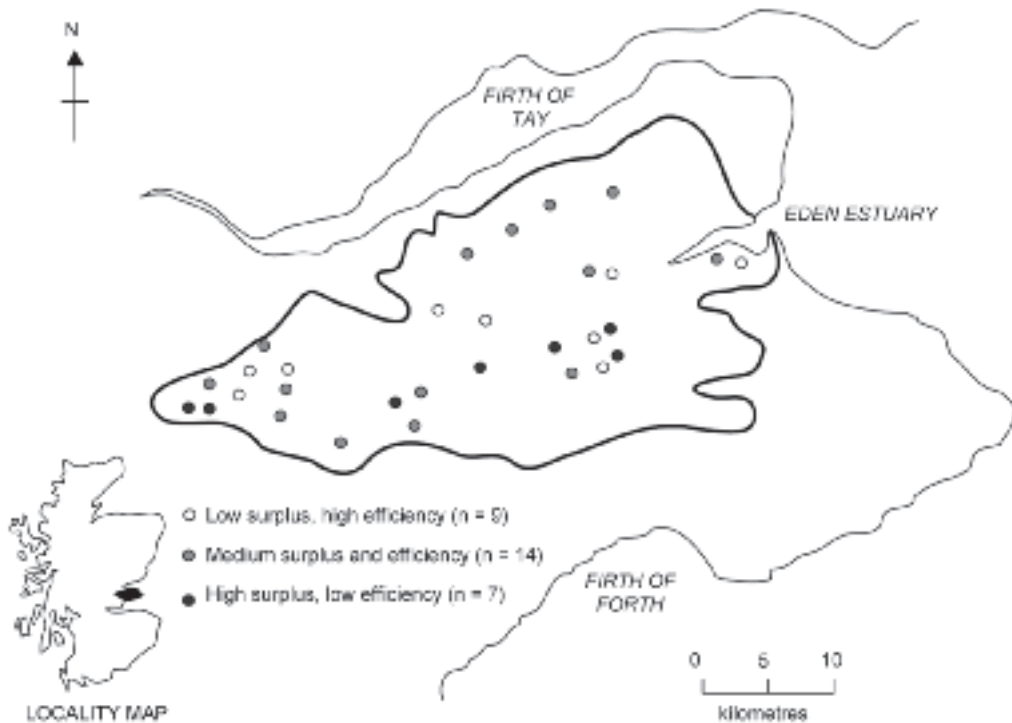 N
FIRTH OF
TAY
EDEN ESTUARY
Low surplus, high efficiency (n = 9)
Medium surplus and efficiency (n = 14)
High surplus, low efficiency (n = 7)
FIRTH OF
FORTH
0 5 10
kilometres
LOCALITY MAP